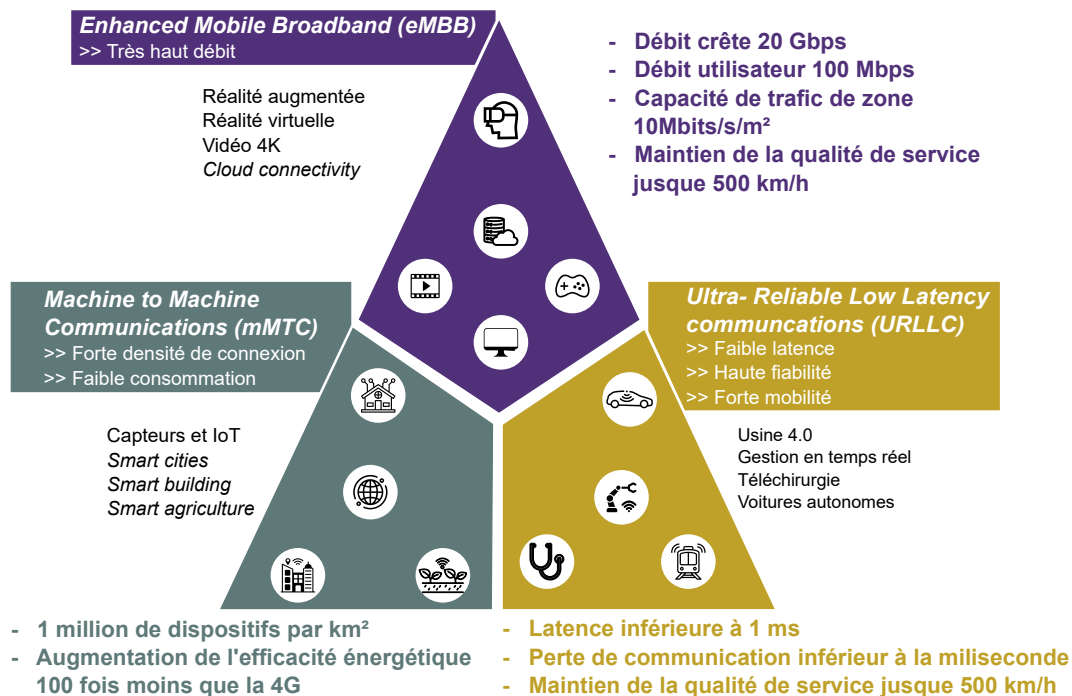 Enhanced Mobile Broadband (eMBB)
>> Très haut débit
Réalité augmentée
Réalité virtuelle
Vidéo 4K
Cloud connectivity
- Débit crête 20 Gbps
- Débit utilisateur 100 Mbps
- Capacité de trafic de zone
10Mbits/s/m²
- Maintien de la qualité de service
jusque 500 km/h
Machine to Machine
Communications (mMTC)
>> Forte densité de connexion
>> Faible consommation
Capteurs et IoT
Smart cities
Smart building
Smart agriculture
- 1 million de dispositifs par km²
- Augmentation de l'efficacité énergétique
100 fois moins que la 4G
Ultra- Reliable Low Latency
communcations (URLLC)
>> Faible latence
>> Haute fiabilité
>> Forte mobilité
Usine 4.0
Gestion en temps réel
Téléchirurgie
Voitures autonomes
- Latence inférieure à 1 ms
- Perte de communication inférieur à la miliseconde
- Maintien de la qualité de service jusque 500 km/h